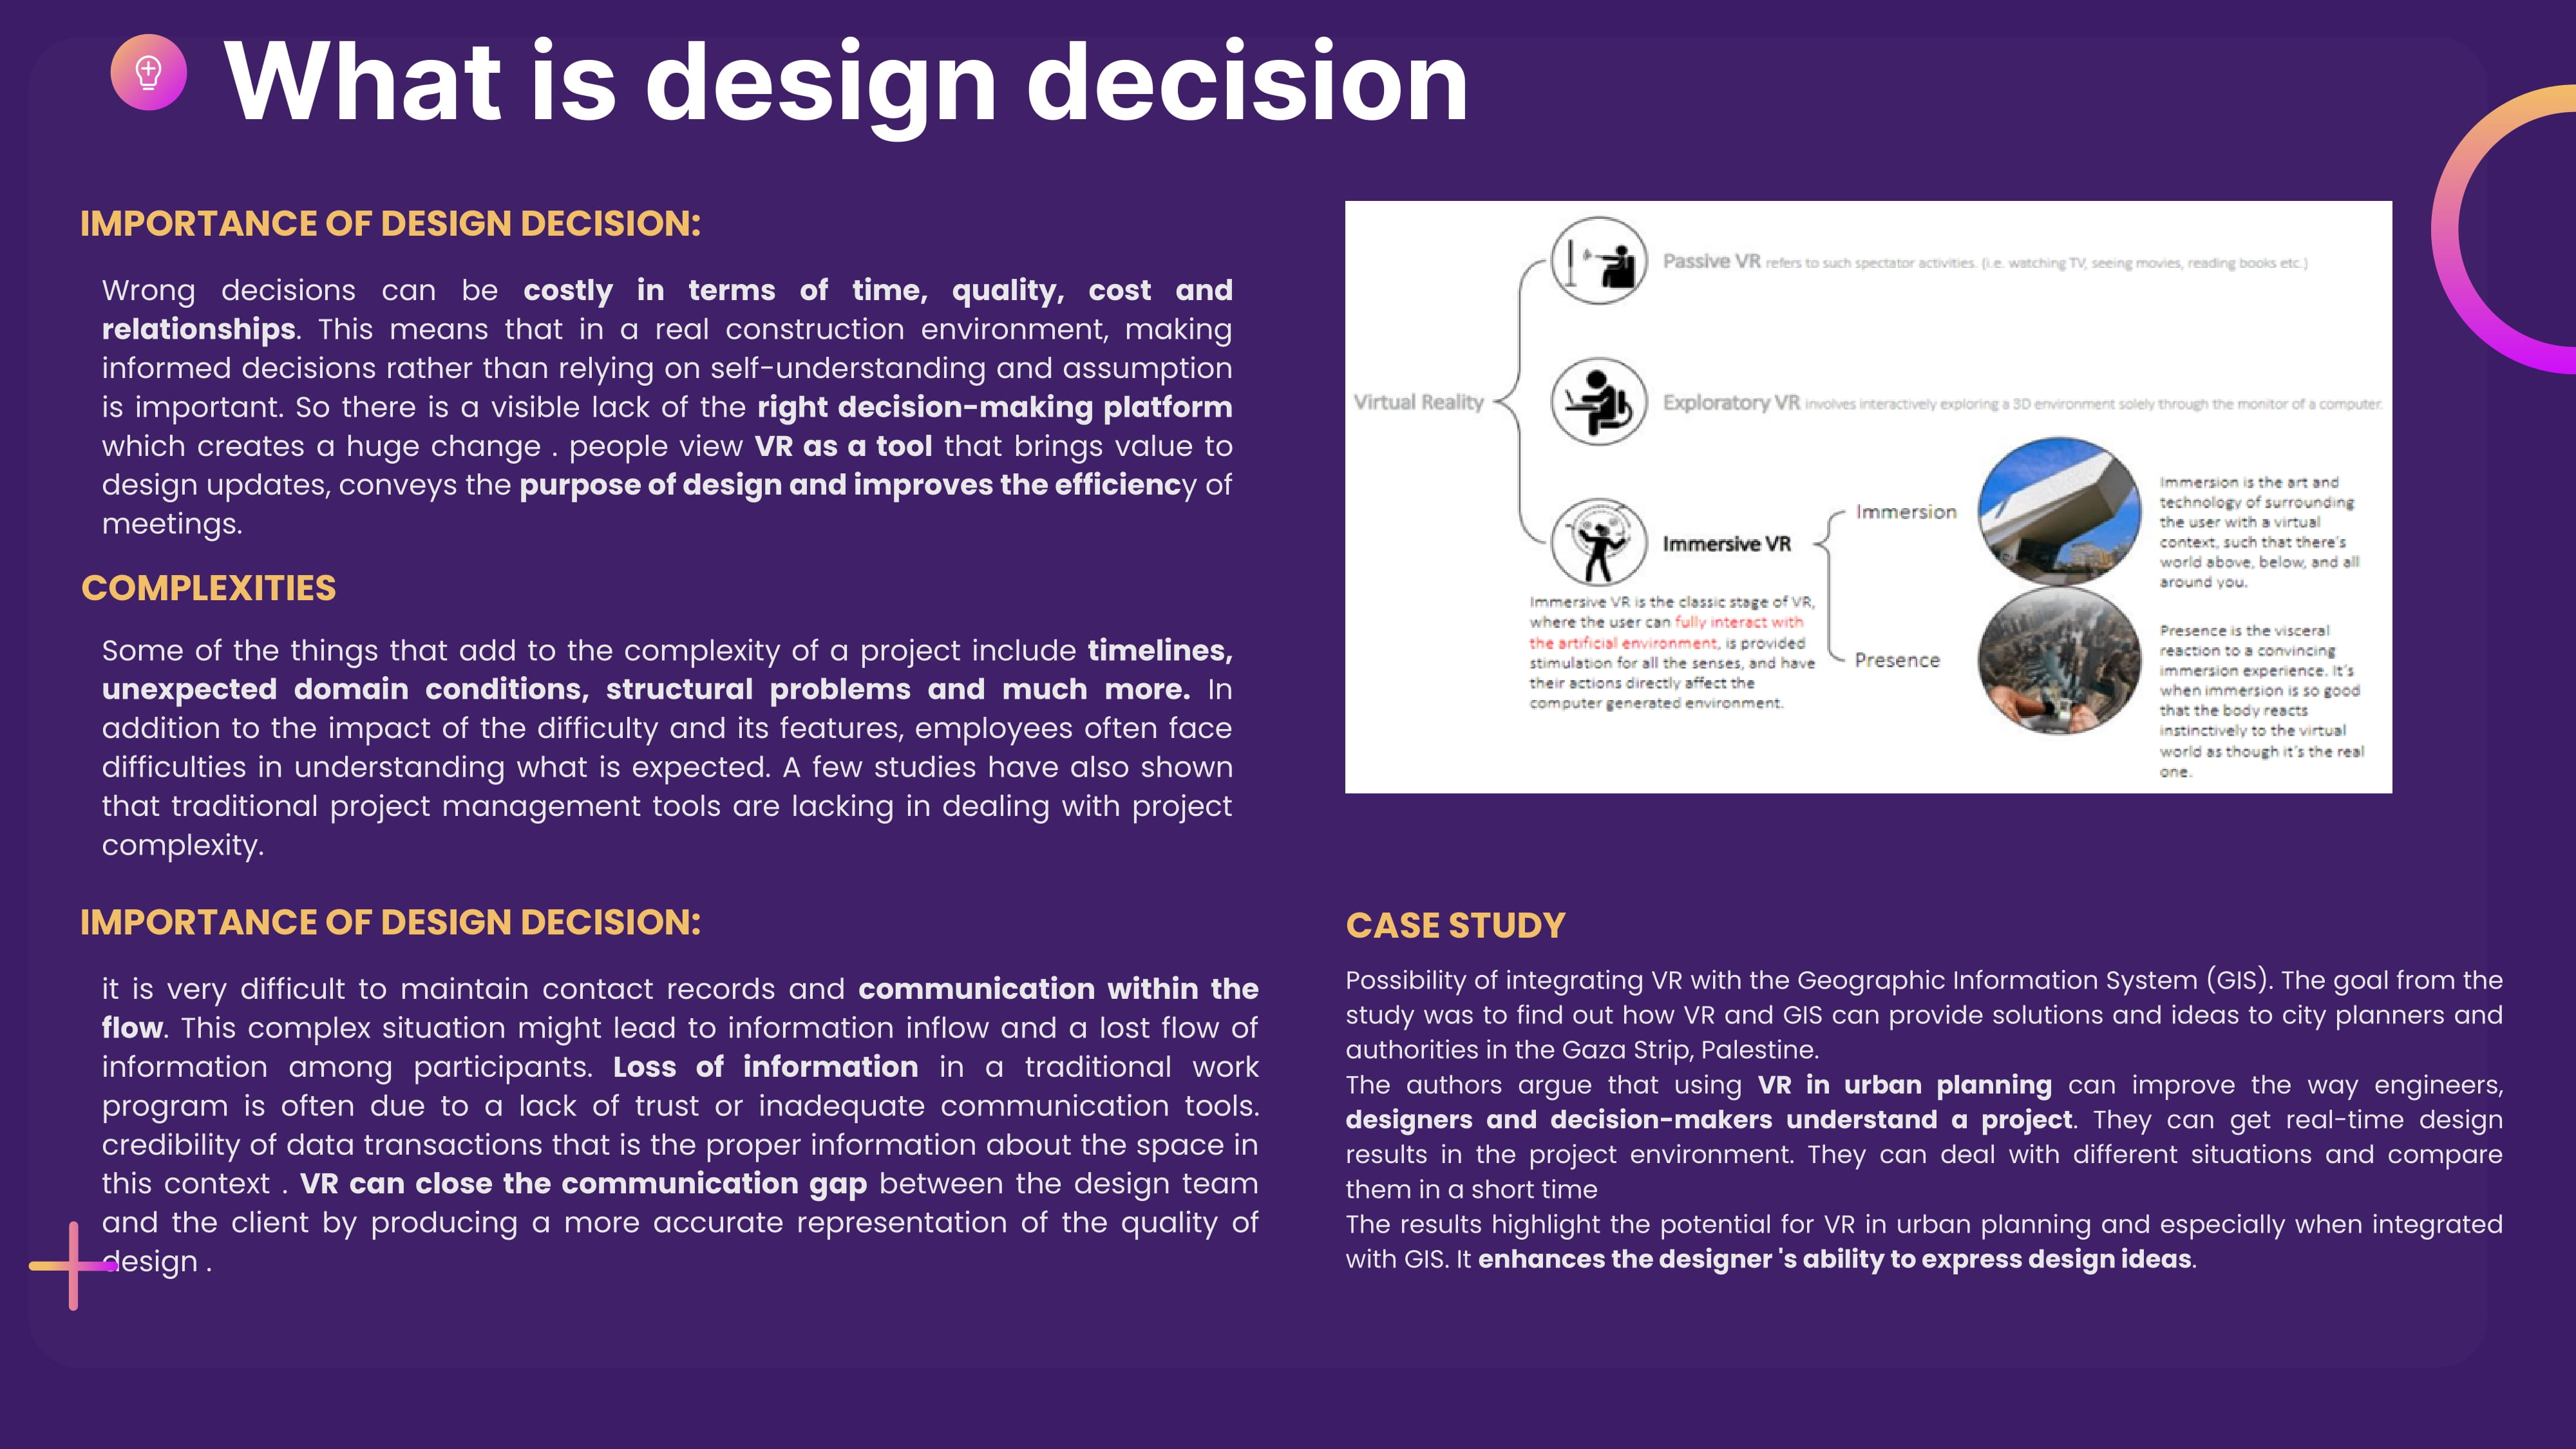 What is design decision
IMPORTANCE OF DESIGN DECISION:
Wrong decisions can be costly in terms of time, quality, cost and
relationships. This means that in a real construction environment, making
informed decisions rather than relying on self-understanding and assumption
is important. So there is a visible lack of the right decision-making platform
which creates a huge change . people view VR as a tool that brings value to
design updates, conveys the purpose of design and improves the efficiency of
meetings.
COMPLEXITIES
Some of the things that add to the complexity of a project include timelines,
unexpected domain conditions, structural problems and much more. In
addition to the impact of the difficulty and its features, employees often face
difficulties in understanding what is expected. A few studies have also shown
that traditional project management tools are lacking in dealing with project
complexity.
IMPORTANCE OF DESIGN DECISION:
it is very difficult to maintain contact records and communication within the
flow. This complex situation might lead to information inflow and a lost flow of
information among participants. Loss of information in a traditional work
program is often due to a lack of trust or inadequate communication tools.
credibility of data transactions that is the proper information about the space in
this context . VR can close the communication gap between the design team
and the client by producing a more accurate representation of the quality of
design .
Virtual Reality
Passive VR refers to such spectator activities. (i.e. watching TV, seeing movies, reading books etc.)
Exploratory VR involves interactively exploring a 3D environment solely through the monitor of a computer.
Immersive VR
Immersive VR is the classic stage of VR,
where the user can fully interact with
the artificial environment, is provided
stimulation for all the senses, and have
their actions directly affect the
computer generated environment.
Immersion
Immersion is the art and
technology of surrounding
the user with a virtual
context, such that there's
world above, below, and all
around you.
Presence
Presence is the visceral
reaction to a convincing
immersion experience. It's
when immersion is so good
that the body reacts
instinctively to the virtual
world as though it's the real
one.
CASE STUDY
Possibility of integrating VR with the Geographic Information System (GIS). The goal from the
study was to find out how VR and GIS can provide solutions and ideas to city planners and
authorities in the Gaza Strip, Palestine.
The authors argue that using VR in urban planning can improve the way engineers,
designers and decision-makers understand a project. They can get real-time design
results in the project environment. They can deal with different situations and compare
them in a short time
The results highlight the potential for VR in urban planning and especially when integrated
with GIS. It enhances the designer 's ability to express design ideas.